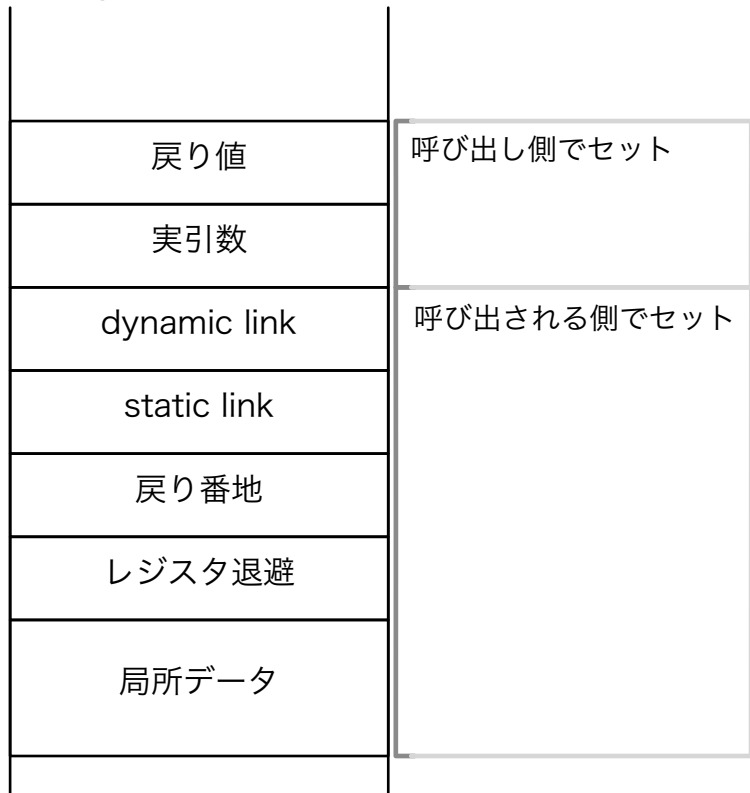 戻り値
呼び出し側でセット
実引数
dynamic link
呼び出される側でセット
static link
戻り番地
レジスタ退避
局所データ